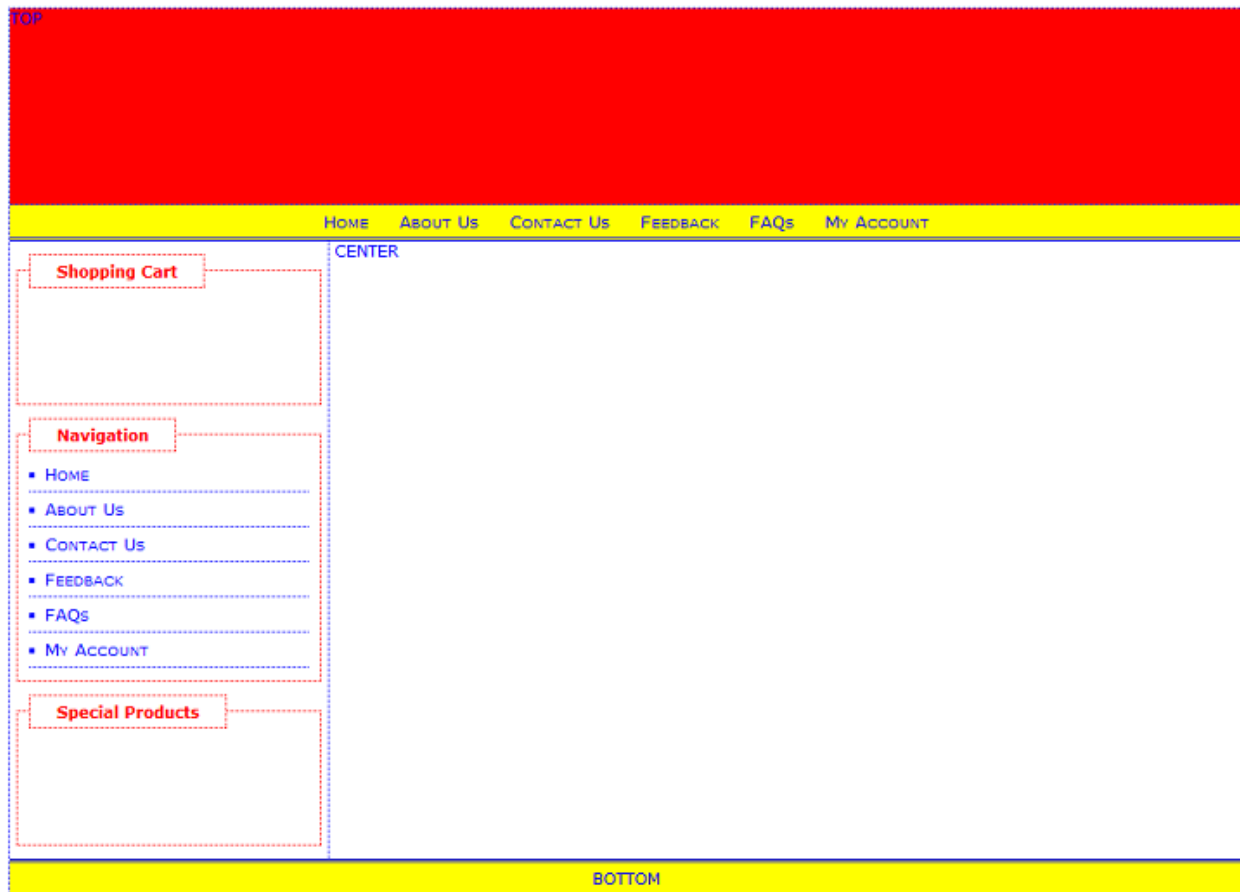 TOP
Home About Us Contact Us Feedback FAQs My Account
Shopping Cart
CENTER
Navigation
Home
About Us
Contact Us
Feedback
FAQs
My Account
Special Products
BOTTOM